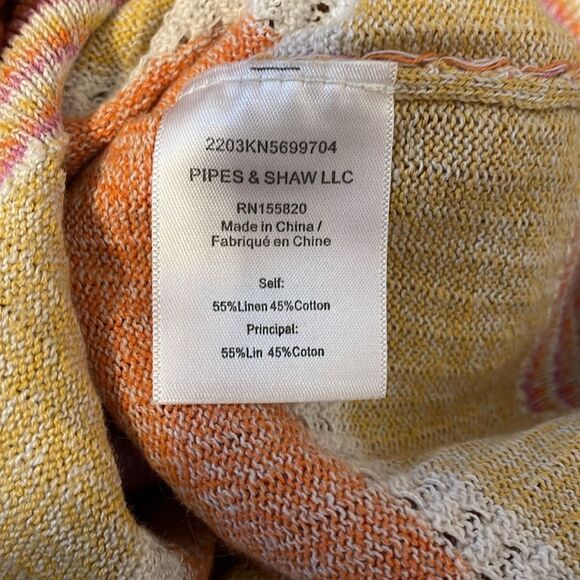 2203KN5699704
PIPES & SHAW LLC
RN155820
Made in China /
Fabriqué en Chine
Self:
55%Linen 45%Cotton
Principal:
55%Lin 45%Coton